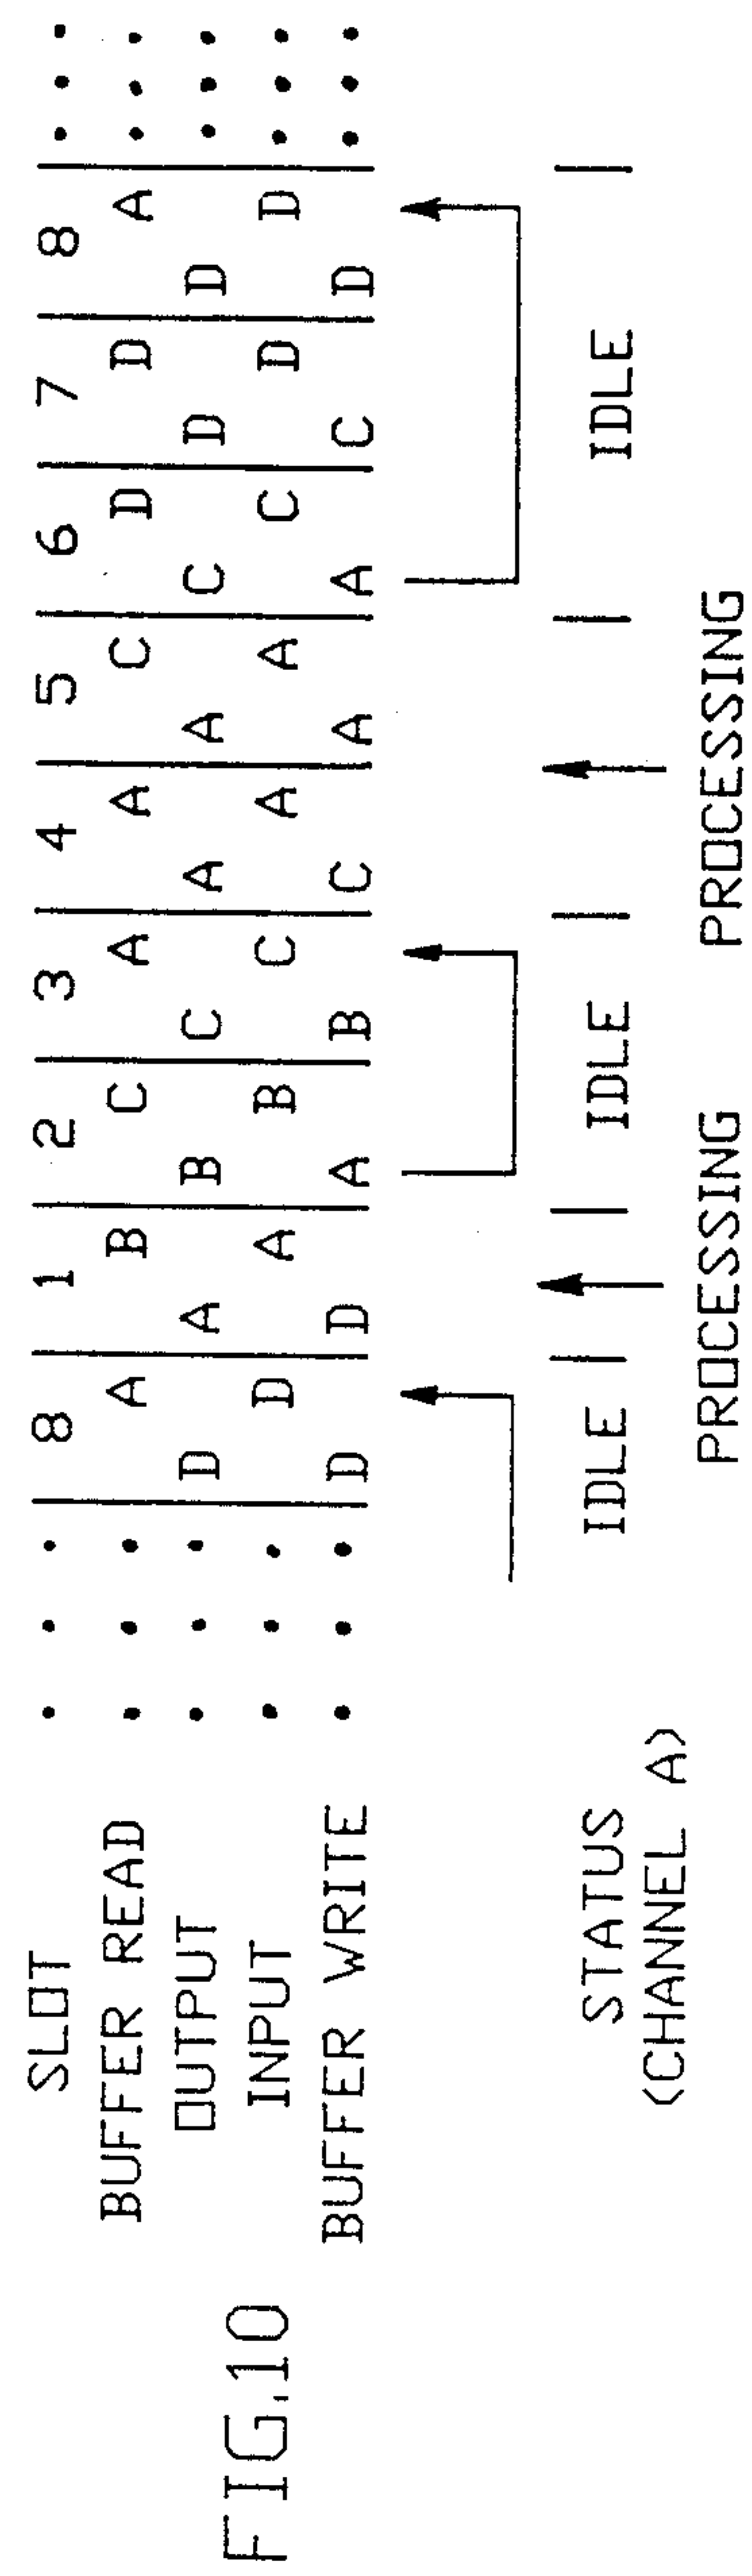 FIG.10
SLOT 8 1 2 3 4 5 6 7 8
BUFFER READ A B C A A C D D A
OUTPUT D A B C A A C D D
INPUT D A B C A A C D D
BUFFER WRITE D D A B C A A C D
STATUS
(CHANNEL A)
IDLE PROCESSING IDLE PROCESSING IDLE